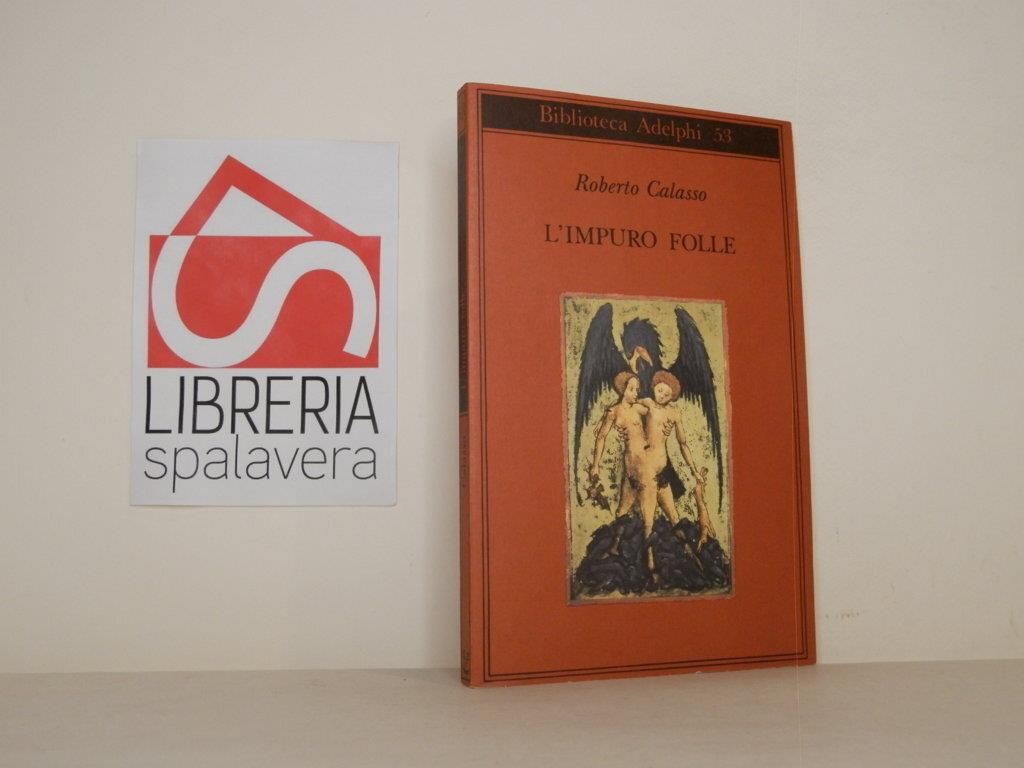 LIBRERIA
spalavera
Biblioteca Adelphi 53
Roberto Calasso
L'IMPURO FOLLE